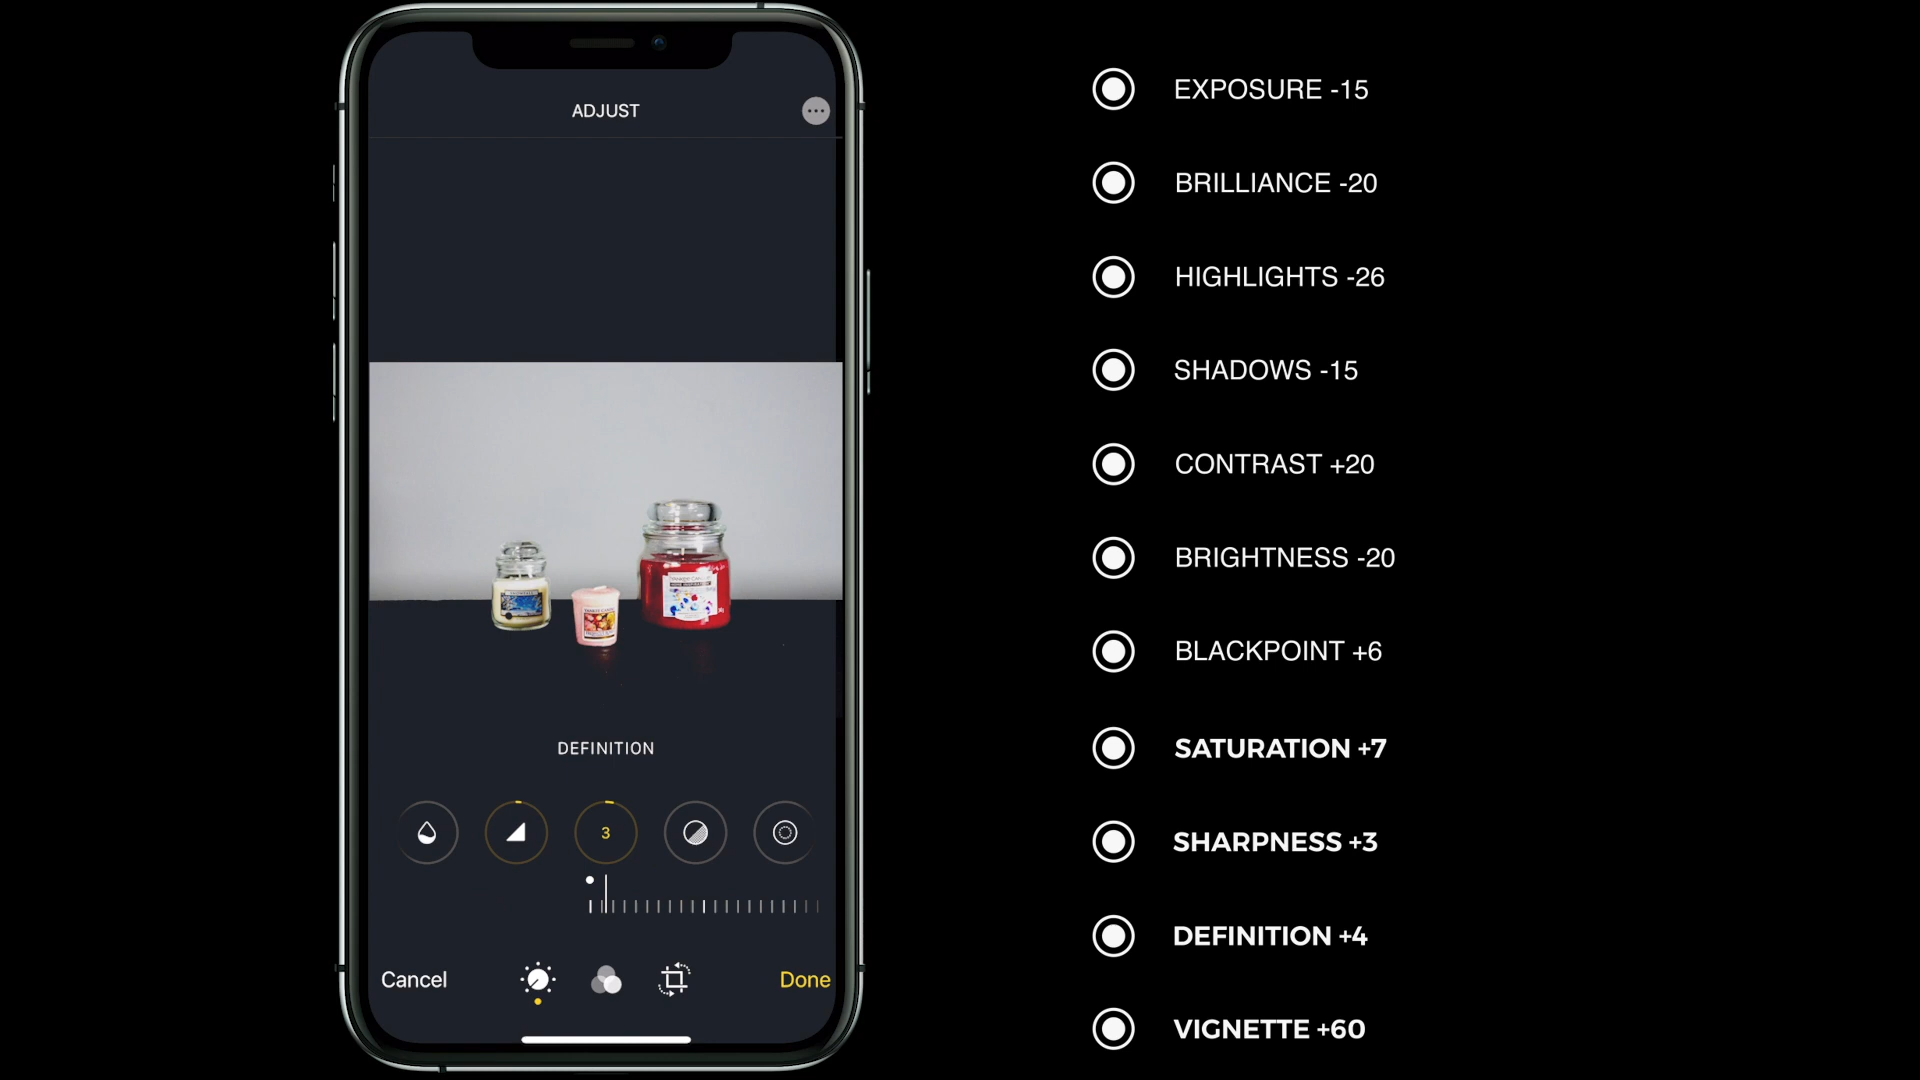 ADJUST
DEFINITION
3
Cancel
Done
EXPOSURE -15
BRILLIANCE -20
HIGHLIGHTS -26
SHADOWS -15
CONTRAST +20
BRIGHTNESS -20
BLACKPOINT +6
SATURATION +7
SHARPNESS +3
DEFINITION +4
VIGNETTE +60